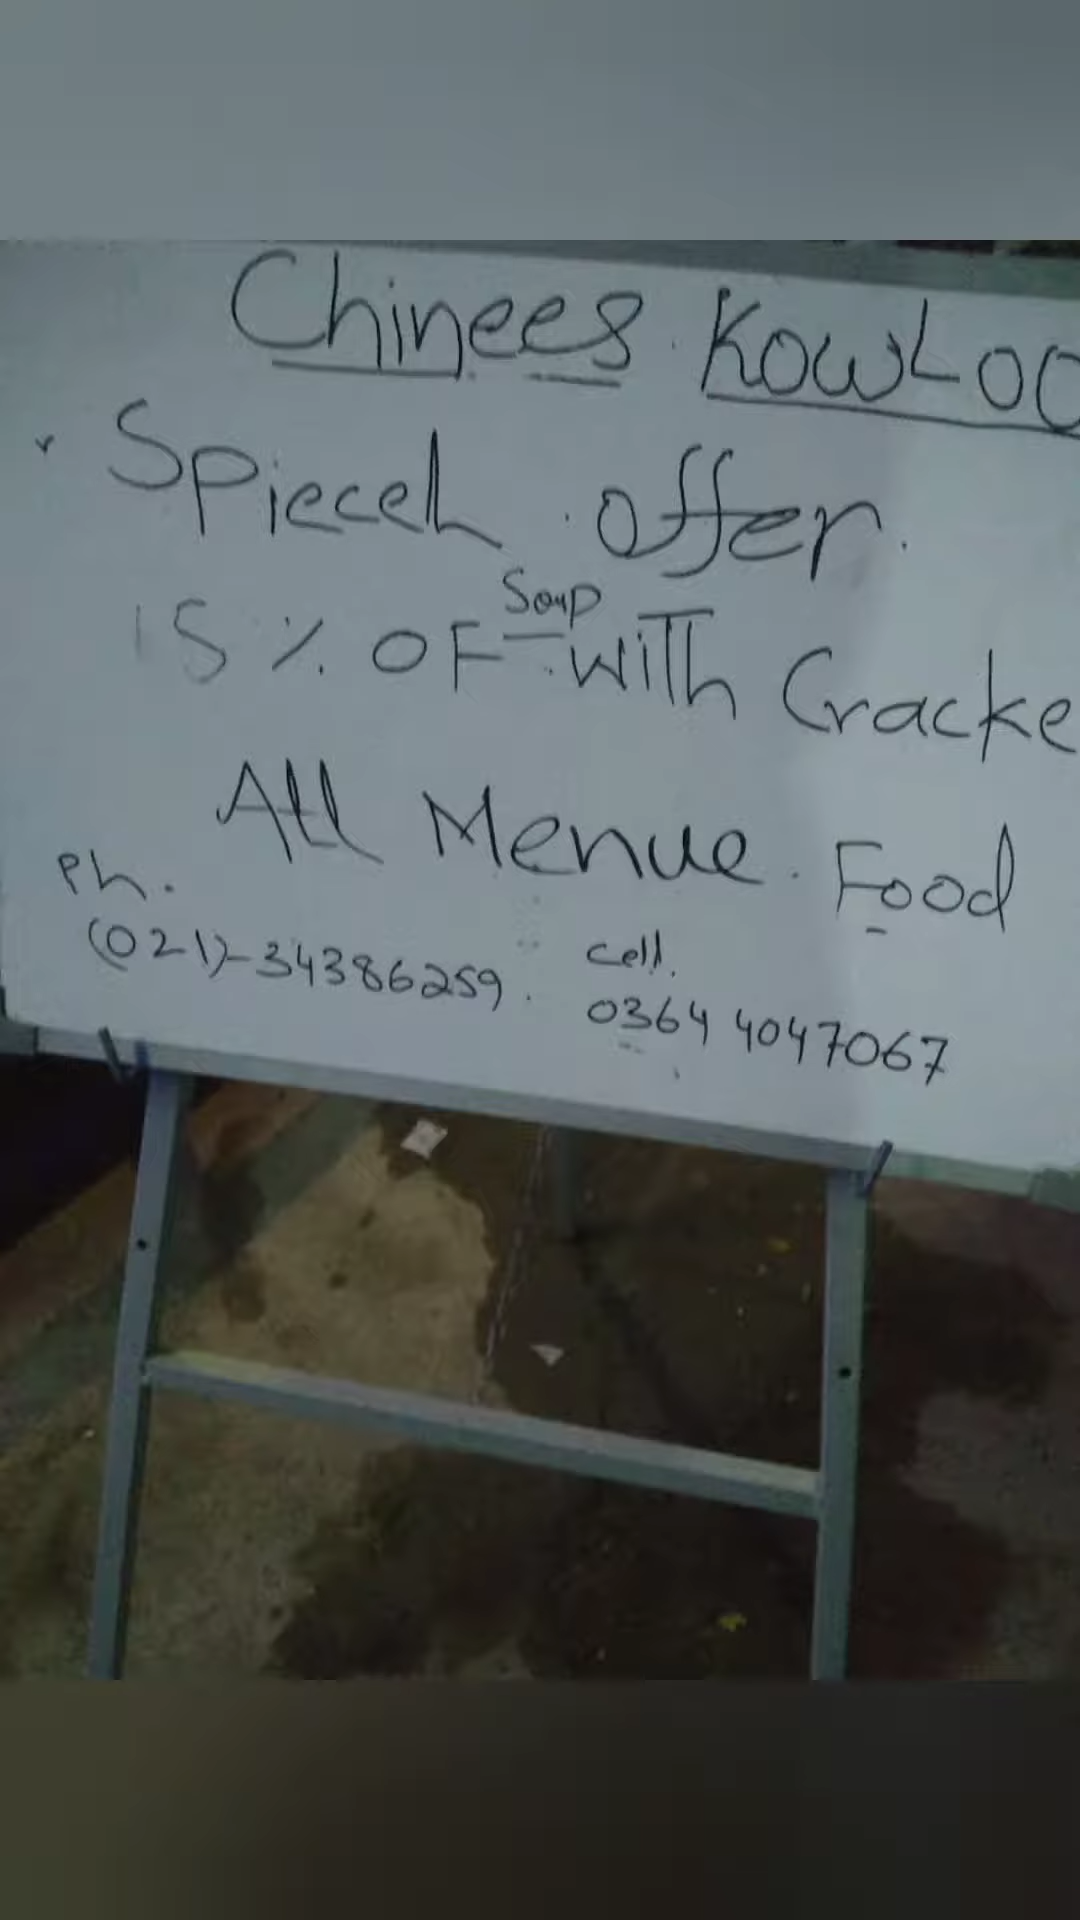 Chinees KowLoo
Spiecel offer.
15 % OF Soup With Cracke
All Menue. Food
Ph.
(021)-34386259.
Cell.
0364 4047067